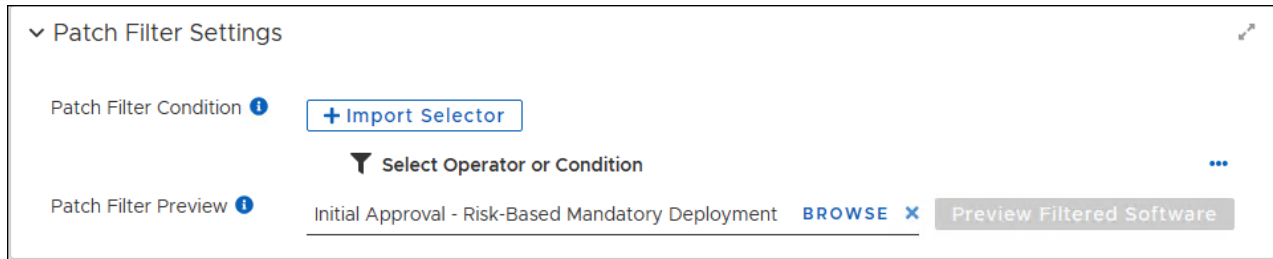 Patch Filter Settings
Patch Filter Condition
+ Import Selector
Select Operator or Condition
Patch Filter Preview
Initial Approval - Risk-Based Mandatory Deployment BROWSE Preview Filtered Software